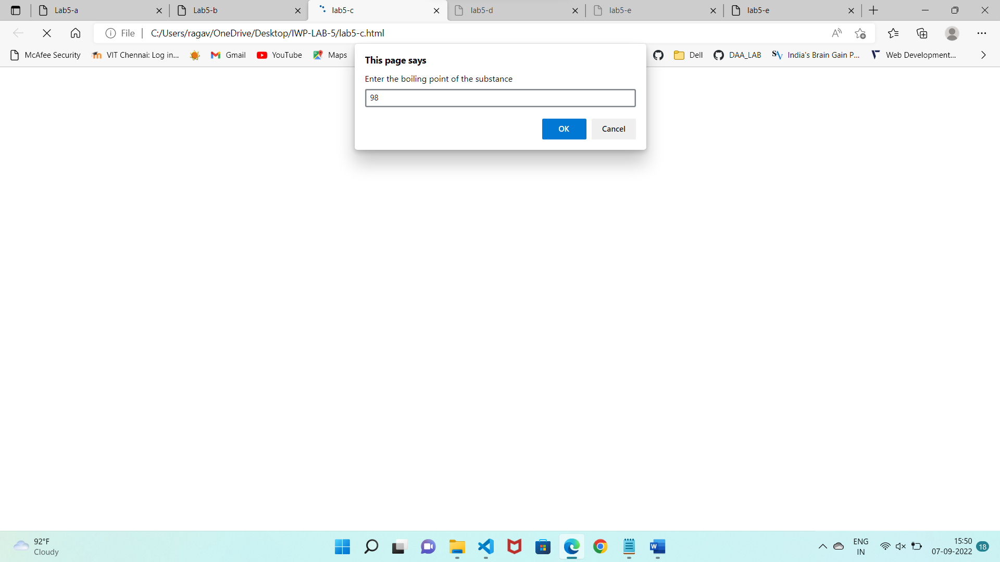 Lab5-a
Lab5-b
lab5-c
lab5-d
lab5-e
lab5-e
File
C:/Users/ragav/OneDrive/Desktop/IWP-LAB-5/lab5-c.html
McAfee Security
VIT Chennai: Log in...
Gmail
YouTube
Maps
Dell
DAA_LAB
India's Brain Gain P...
Web Development...
This page says
Enter the boiling point of the substance
98
OK
Cancel
92°F
Cloudy
ENG
IN
15:50
07-09-2022
18